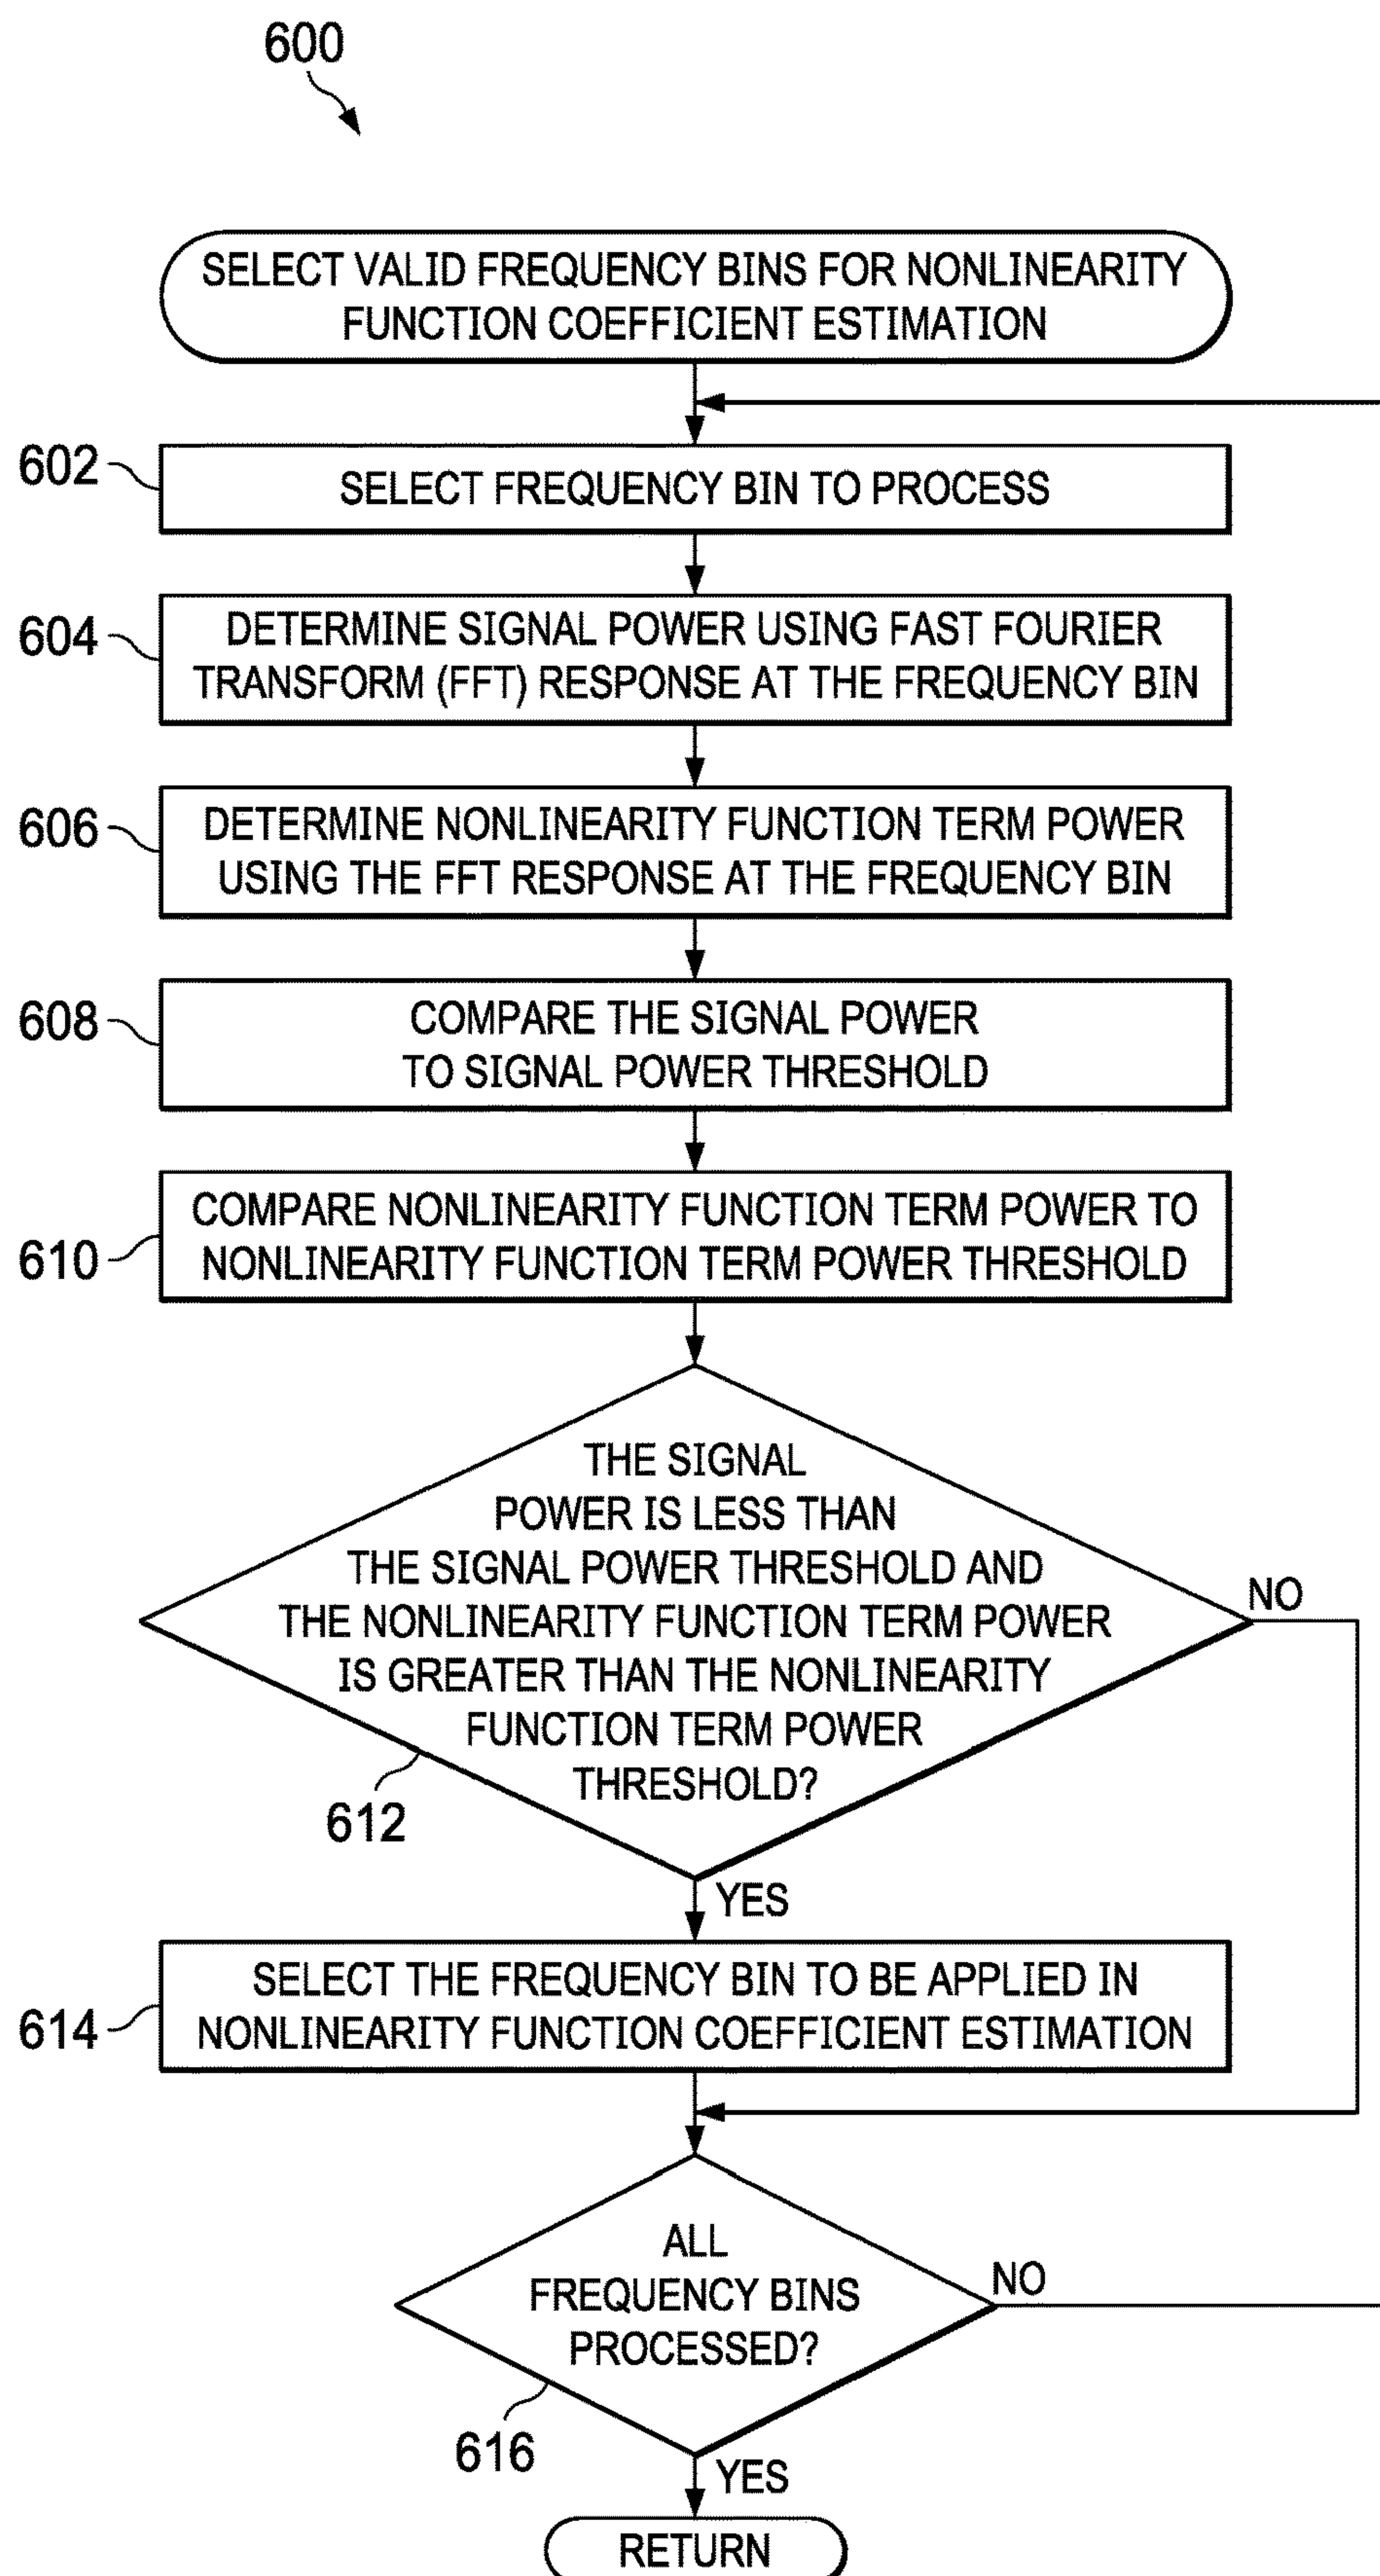 600
SELECT VALID FREQUENCY BINS FOR NONLINEARITY
FUNCTION COEFFICIENT ESTIMATION
602
SELECT FREQUENCY BIN TO PROCESS
604
DETERMINE SIGNAL POWER USING FAST FOURIER
TRANSFORM (FFT) RESPONSE AT THE FREQUENCY BIN
606
DETERMINE NONLINEARITY FUNCTION TERM POWER
USING THE FFT RESPONSE AT THE FREQUENCY BIN
608
COMPARE THE SIGNAL POWER
TO SIGNAL POWER THRESHOLD
610
COMPARE NONLINEARITY FUNCTION TERM POWER TO
NONLINEARITY FUNCTION TERM POWER THRESHOLD
THE SIGNAL
POWER IS LESS THAN
THE SIGNAL POWER THRESHOLD AND
THE NONLINEARITY FUNCTION TERM POWER
IS GREATER THAN THE NONLINEARITY
FUNCTION TERM POWER
THRESHOLD?
NO
612
YES
614
SELECT THE FREQUENCY BIN TO BE APPLIED IN
NONLINEARITY FUNCTION COEFFICIENT ESTIMATION
ALL
FREQUENCY BINS
PROCESSED?
NO
616
YES
RETURN